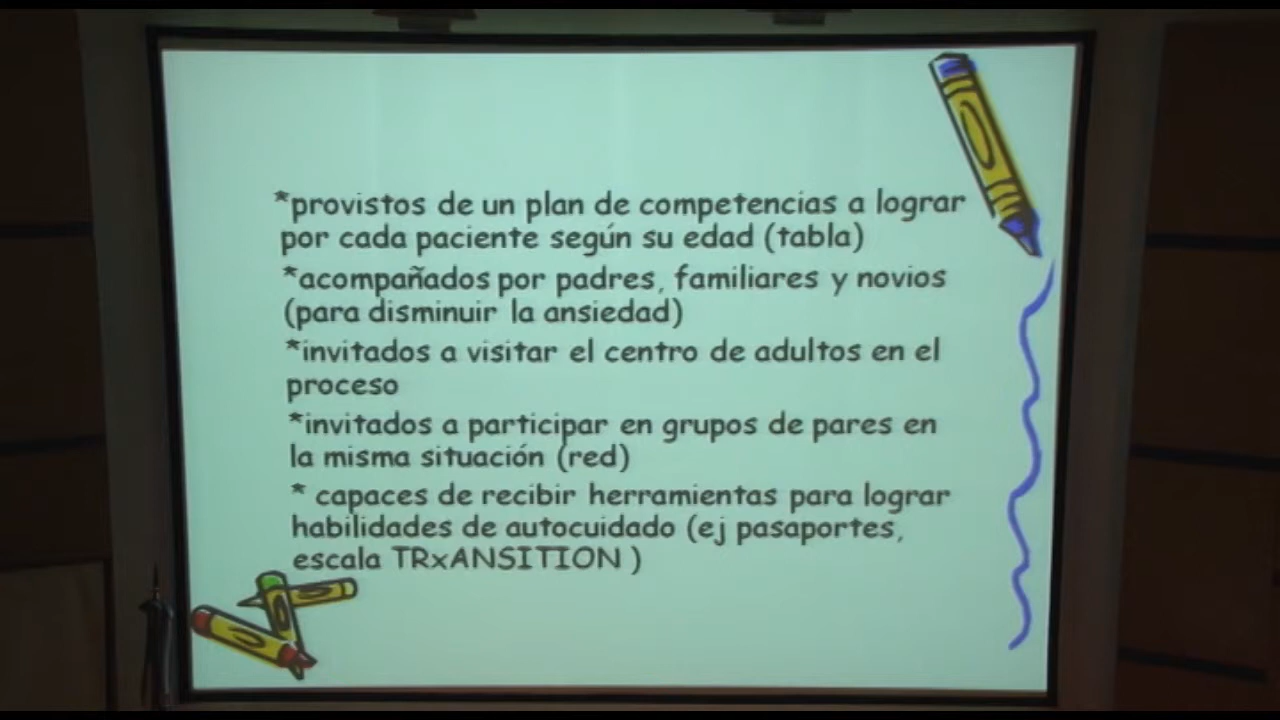 *provistos de un plan de competencias a lograr
por cada paciente según su edad (tabla)
*acompañados por padres, familiares y novios
(para disminuir la ansiedad)
*invitados a visitar el centro de adultos en el
proceso
*invitados a participar en grupos de pares en
la misma situación (red)
* capaces de recibir herramientas para lograr
habilidades de autocuidado (ej pasaportes,
escala TRxANSITION )